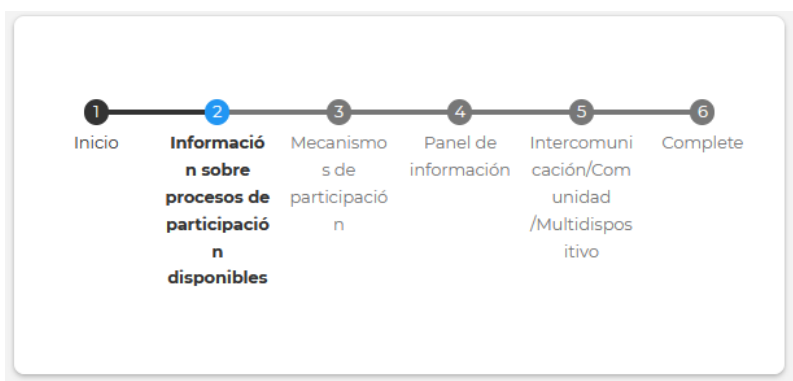 1 2 3 4 5 6
Inicio
Informació
n sobre
procesos de
participació
n
disponibles
Mecanismo
s de
participació
n
Panel de
información
Intercomuni
cación/Com
unidad
/Multidispos
itivo
Complete